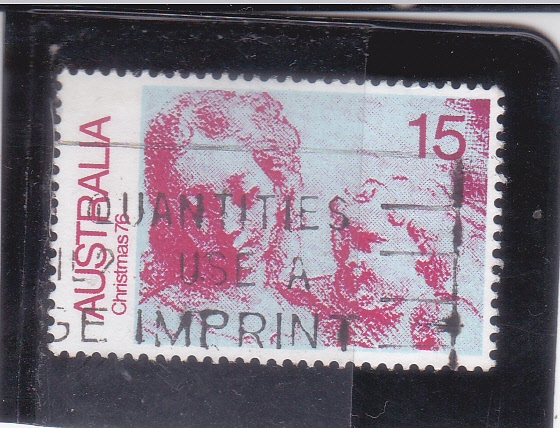 AUSTRALIA
Christmas 76
15
QUANTITIES
USE A
IMPRINT